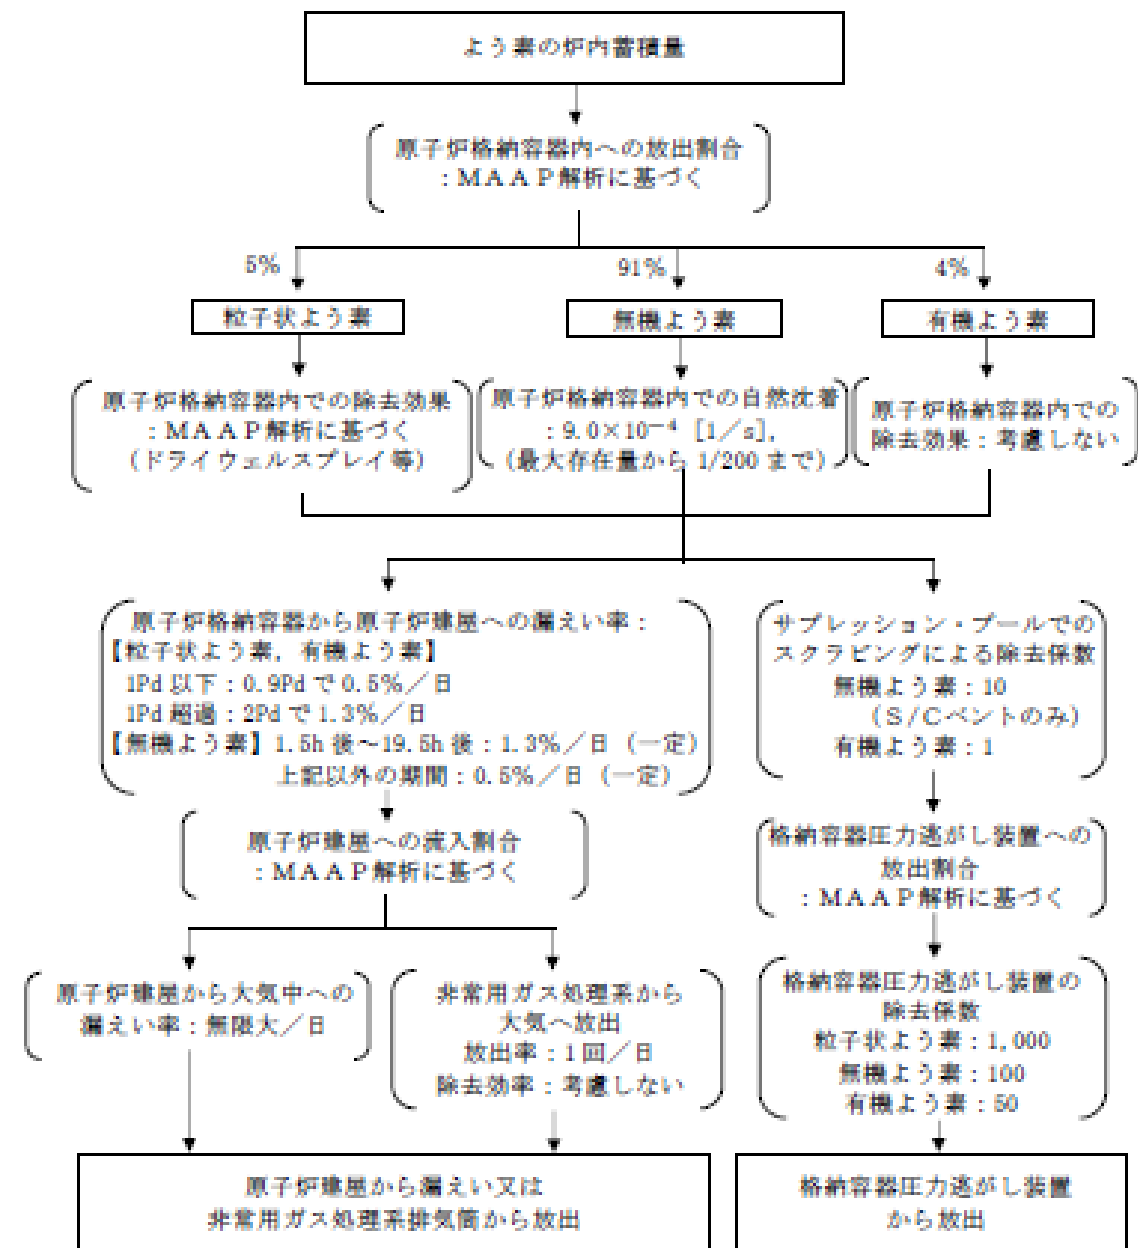 よう素の炉内蓄積量
原子炉格納容器内への放出割合
：ＭＡＡＰ解析に基づく
5%
91%
4%
粒子状よう素
無機よう素
有機よう素
原子炉格納容器内での除去効果
：ＭＡＡＰ解析に基づく
（ドライウェルスプレイ等）
原子炉格納容器内での自然沈着
：9.0×10⁻⁴ [1／s]，
（最大存在量から 1/200 まで）
原子炉格納容器内での
除去効果：考慮しない
原子炉格納容器から原子炉建屋への漏えい率：
【粒子状よう素，有機よう素】
1Pd 以下：0.9Pd で 0.5%／日
1Pd 超過：2Pd で 1.3%／日
【無機よう素】1.5h 後～19.5h 後：1.3%／日（一定）
上記以外の期間：0.5%／日（一定）
サプレッション・プールでの
スクラビングによる除去係数
無機よう素：10
（Ｓ/Ｃベントのみ）
有機よう素：1
原子炉建屋への流入割合
：ＭＡＡＰ解析に基づく
格納容器圧力逃がし装置への
放出割合
：ＭＡＡＰ解析に基づく
原子炉建屋から大気中への
漏えい率：無限大／日
非常用ガス処理系から
大気へ放出
放出率：1 回／日
除去効率：考慮しない
格納容器圧力逃がし装置の
除去係数
粒子状よう素：1,000
無機よう素：100
有機よう素：50
原子炉建屋から漏えい又は
非常用ガス処理系排気筒から放出
格納容器圧力逃がし装置
から放出